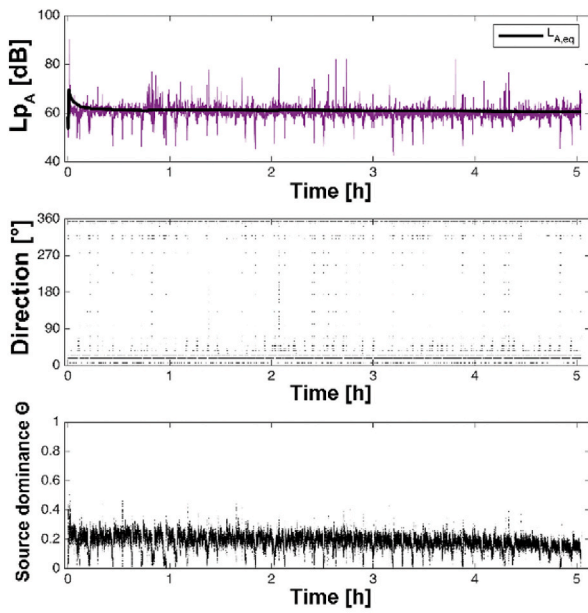 100
80
60
40
Lp_A [dB]
L_A,eq
0 1 2 3 4 5
Time [h]
360
270
180
90
0
Direction [°]
0 1 2 3 4 5
Time [h]
1
0.8
0.6
0.4
0.2
0
Source dominance Θ
0 1 2 3 4 5
Time [h]